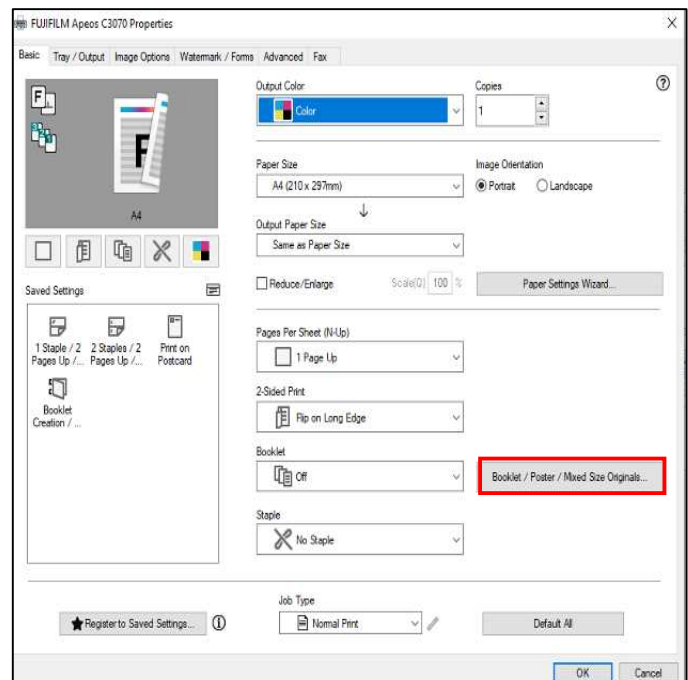 FUJIFILM Apeos C3070 Properties
Basic Tray / Output Image Options Watermark / Forms Advanced Fax
F
F
A4
Saved Settings
1 Staple / 2 Pages Up /...
2 Staples / 2 Pages Up /...
Print on Postcard
Booklet Creation / ...
Output Color
Color
Copies
1
Paper Size
A4 (210 x 297mm)
Image Orientation
Portrait Landscape
Output Paper Size
Same as Paper Size
Reduce/Enlarge Scale(Q) 100 %
Paper Settings Wizard...
Pages Per Sheet (N-Up)
1 Page Up
2-Sided Print
Flip on Long Edge
Booklet
Off
Booklet / Poster / Mixed Size Originals...
Staple
No Staple
Register to Saved Settings...
Job Type
Normal Print
Default All
OK Cancel